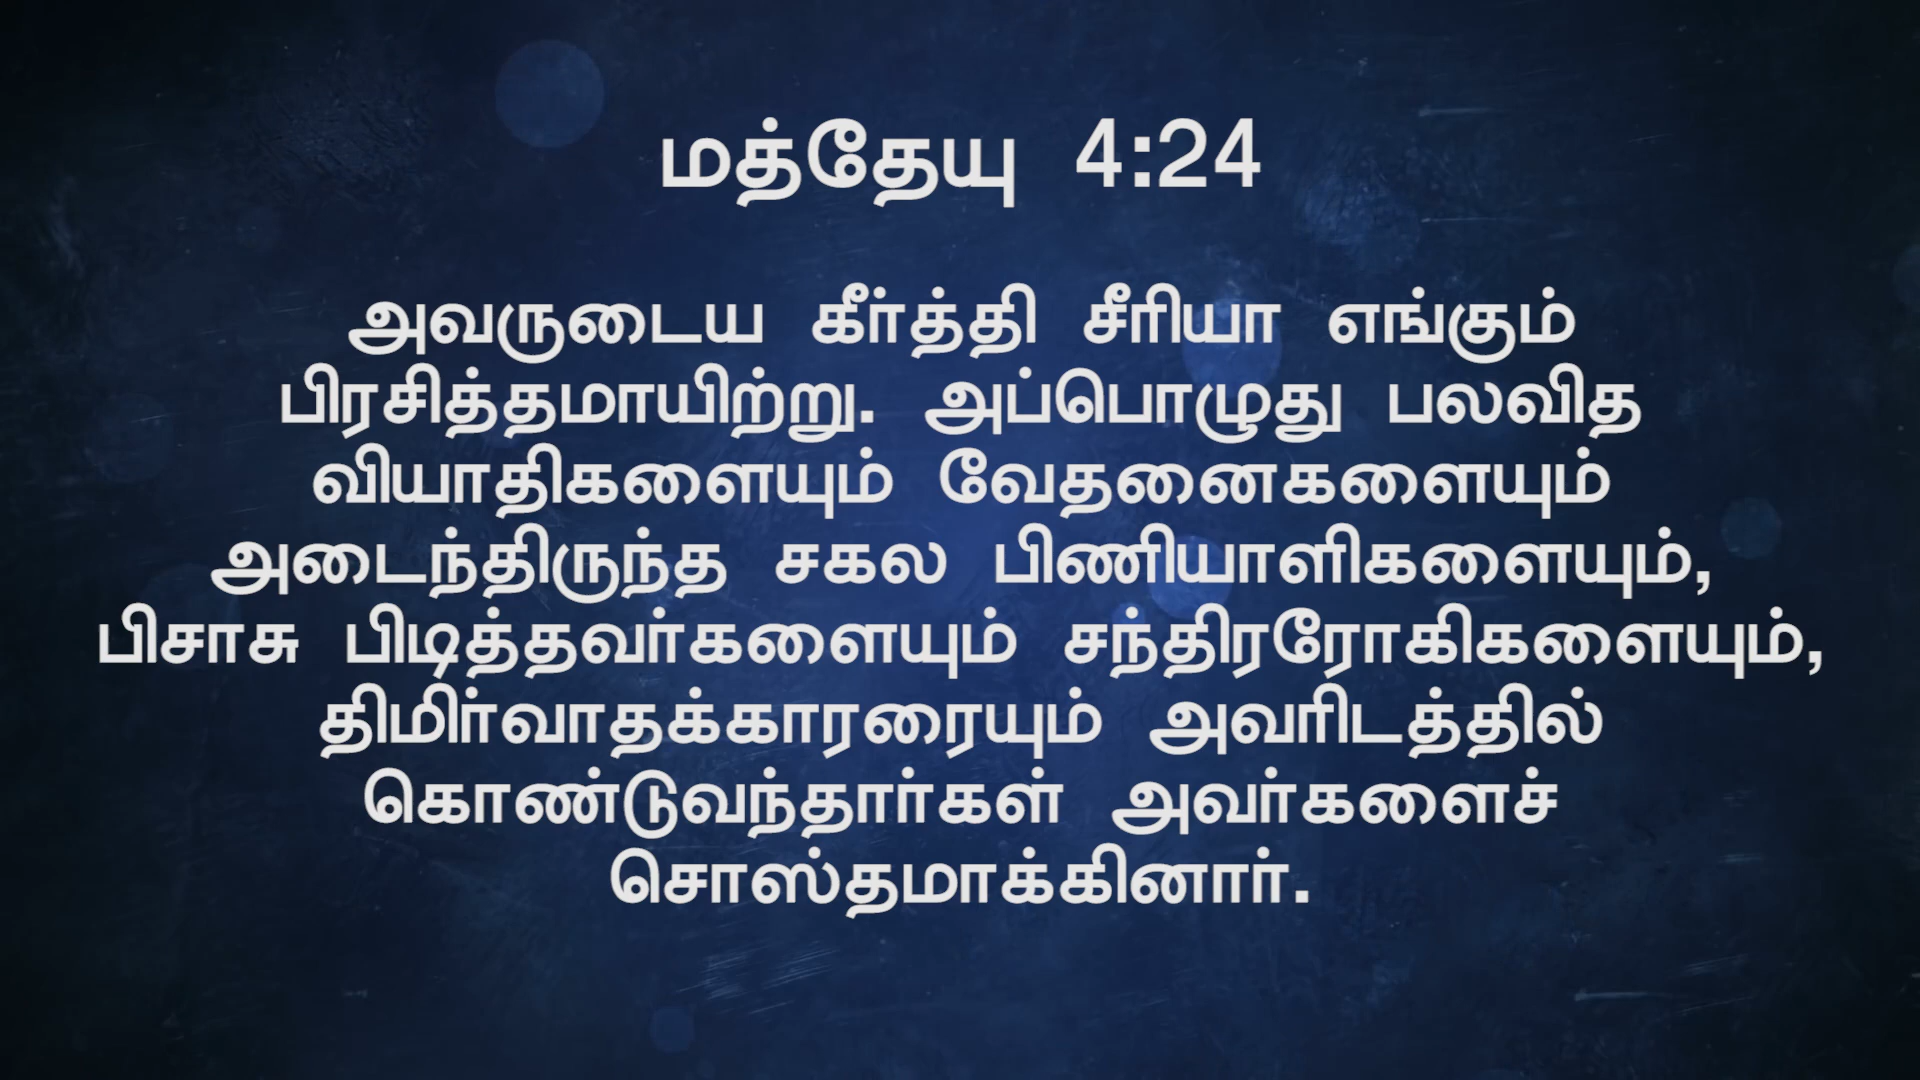 மத்தேயு 4:24
அவருடைய கீர்த்தி சீரியா எங்கும்
பிரசித்தமாயிற்று. அப்பொழுது பலவித
வியாதிகளையும் வேதனைகளையும்
அடைந்திருந்த சகல பிணியாளிகளையும்,
பிசாசு பிடித்தவர்களையும் சந்திரரோகிகளையும்,
திமிர்வாதக்காரரையும் அவரிடத்தில்
கொண்டுவந்தார்கள் அவர்களைச்
சொஸ்தமாக்கினார்.